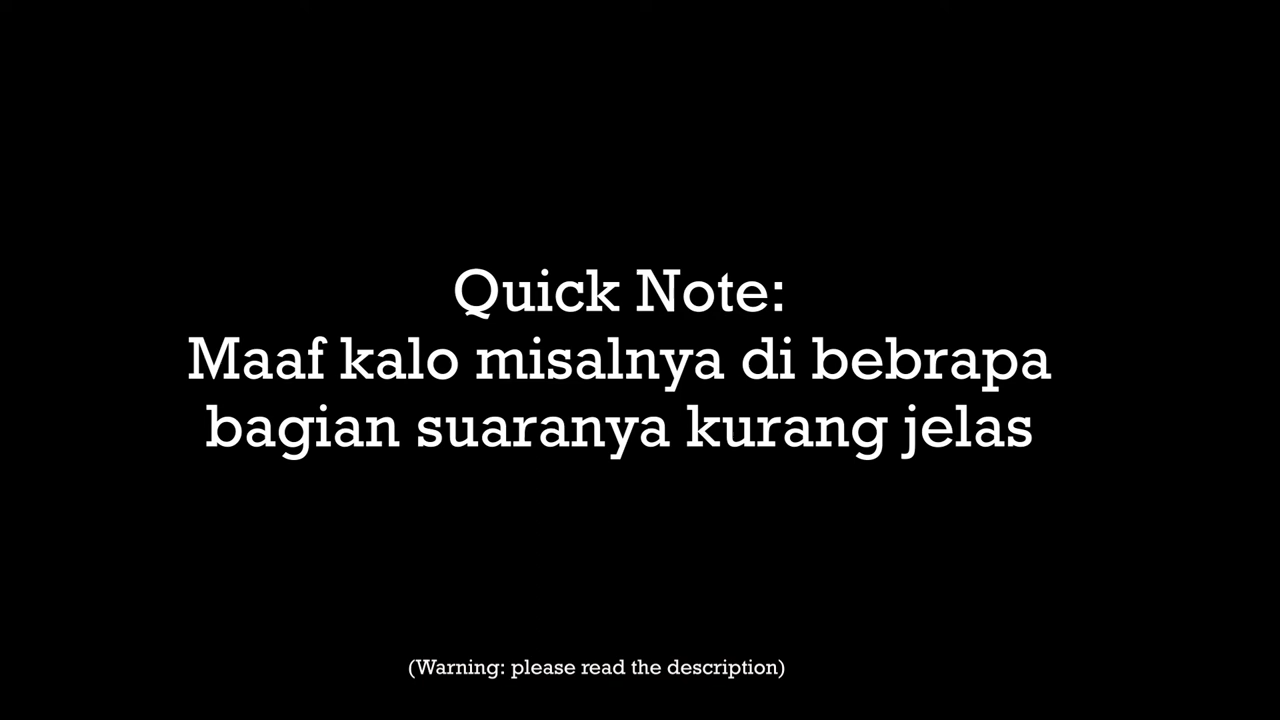 Quick Note:
Maaf kalo misalnya di bebrapa
bagian suaranya kurang jelas
(Warning: please read the description)